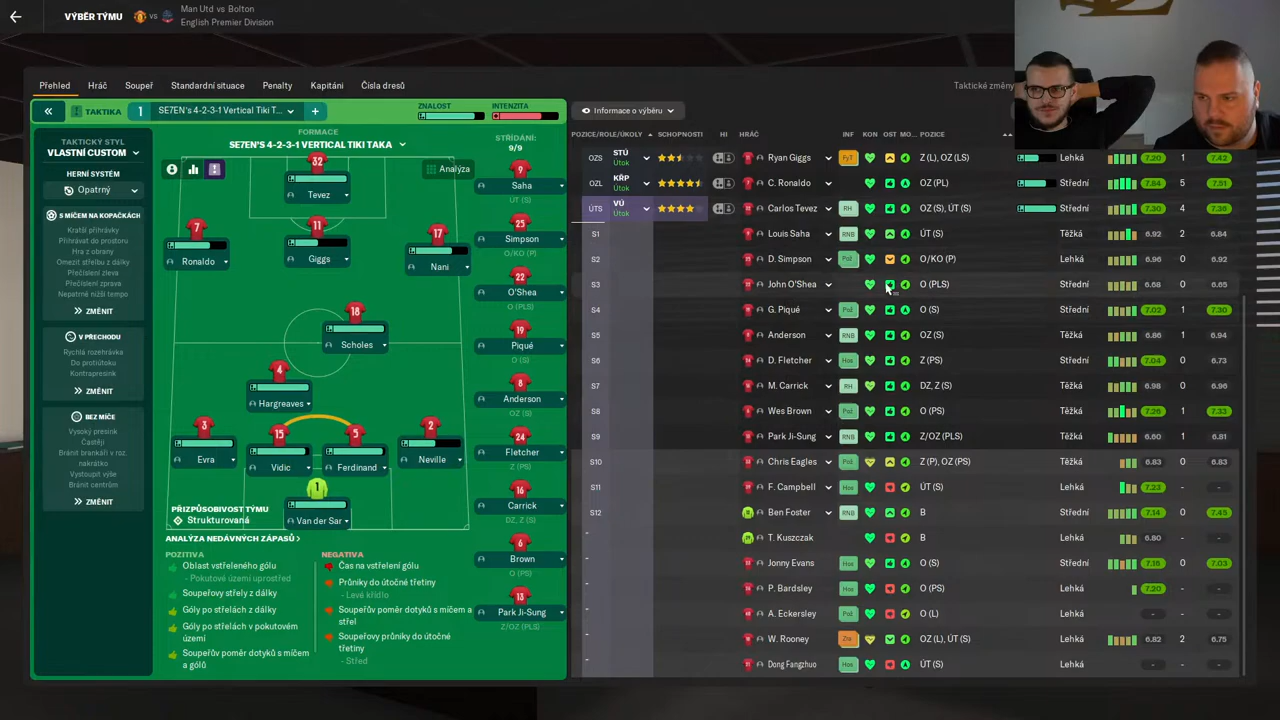 VÝBĚR TÝMU
vs
Man Utd vs Bolton
English Premier Division
Přehled
Hráč
Soupeř
Standardní situace
Penalty
Kapitáni
Čísla dresů
Taktické změny
TAKTIKA
1
SE7EN's 4-2-3-1 Vertical Tiki T...
+
ZNALOST
INTENZITA
Informace o výběru
TAKTICKÝ STYL
VLASTNÍ CUSTOM
HERNÍ SYSTÉM
Opatrný
S MÍČEM NA KOPAČKÁCH
Kratší přihrávky
Přihrávat do prostoru
Hra z obrany
Omezit střelbu z dálky
Přečíslení zleva
Přečíslení zprava
Nepatrně nižší tempo
ZMĚNIT
V PŘECHODU
Rychlá rozehrávka
Do protiútoku
Kontrapresink
ZMĚNIT
BEZ MÍČE
Vysoký presink
Častěji
Bránit brankáři v roz.
nakrátko
Vystoupit výše
Bránit centrům
ZMĚNIT
FORMACE
SE7EN's 4-2-3-1 VERTICAL TIKI TAKA
Analýza
32
Tevez
7
Ronaldo
11
Giggs
17
Nani
18
Scholes
4
Hargreaves
3
Evra
15
Vidic
5
Ferdinand
2
Neville
1
Van der Sar
PŘIZPŮSOBIVOST TÝMU
Strukturovaná
ANALÝZA NEDÁVNÝCH ZÁPASŮ
POZITIVA
Oblast vstřeleného gólu
- Pokutové území uprostřed
Soupeřovy střely z dálky
Góly po střelách z dálky
Góly po střelách v pokutovém
území
Soupeřův poměr dotyků s míčem
a gólů
NEGATIVA
Čas na vstřelení gólu
Průniky do útočné třetiny
- Levé křídlo
Soupeřův poměr dotyků s míčem a
střel
Soupeřovy průniky do útočné
třetiny
- Střed
STŘÍDÁNÍ:
9/9
9
Saha
ÚT (S)
25
Simpson
O/KO (P)
22
O'Shea
O (PLS)
19
Piqué
O (S)
8
Anderson
OZ (S)
24
Fletcher
Z (PS)
16
Carrick
DZ, Z (S)
6
Brown
O (PS)
13
Park Ji-Sung
Z/OZ (PLS)
POZICE/ROLE/ÚKOLY SCHOPNOSTI HI HRÁČ INF KON OST MO... POZICE
OZS STÚ Útok Ryan Giggs FyT Z (L), OZ (LS) Lehká 7.20 1 7.42
OZL KŘP Útok C. Ronaldo OZ (PL) Střední 7.84 5 7.51
ÚTS VÚ Útok Carlos Tevez RH OZ (S), ÚT (S) Střední 7.30 4 7.36
S1 Louis Saha RNB ÚT (S) Těžká 6.92 2 6.84
S2 D. Simpson Pož O/KO (P) Střední 6.96 0 6.92
S3 John O'Shea O (PLS) Střední 6.68 0 6.65
S4 G. Piqué Pož O (S) Střední 7.02 1 7.30
S5 Anderson RNB OZ (S) Těžká 6.86 1 6.94
S6 D. Fletcher Hos Z (PS) Střední 7.04 0 6.73
S7 M. Carrick RH DZ, Z (S) Těžká 6.98 0 6.96
S8 Wes Brown Pož O (PS) Těžká 7.26 1 7.33
S9 Park Ji-Sung RNB Z/OZ (PLS) Těžká 6.60 1 6.81
S10 Chris Eagles Pož Z (P), OZ (PS) Těžká 6.83 0 6.83
S11 F. Campbell Hos ÚT (S) Lehká 7.23 - -
S12 Ben Foster RNB B Lehká 7.14 0 7.45
- T. Kuszczak B Lehká 6.80 - -
- Jonny Evans Hos O (S) Lehká 7.15 0 7.03
- P. Bardsley Hos O (PS) Lehká 7.20 - -
- A. Eckersley Pož O (L) Lehká - - -
- W. Rooney Zra OZ (L), ÚT (S) Lehká 6.82 2 6.75
- Dong Fangzhuo Hos ÚT (S) Lehká - - -